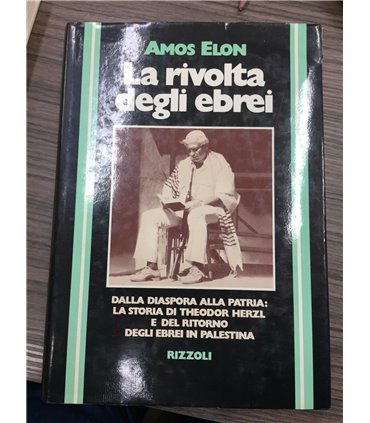 AMOS ELON
La rivolta
degli ebrei
DALLA DIASPORA ALLA PATRIA:
LA STORIA DI THEODOR HERZL
E DEL RITORNO
DEGLI EBREI IN PALESTINA
RIZZOLI